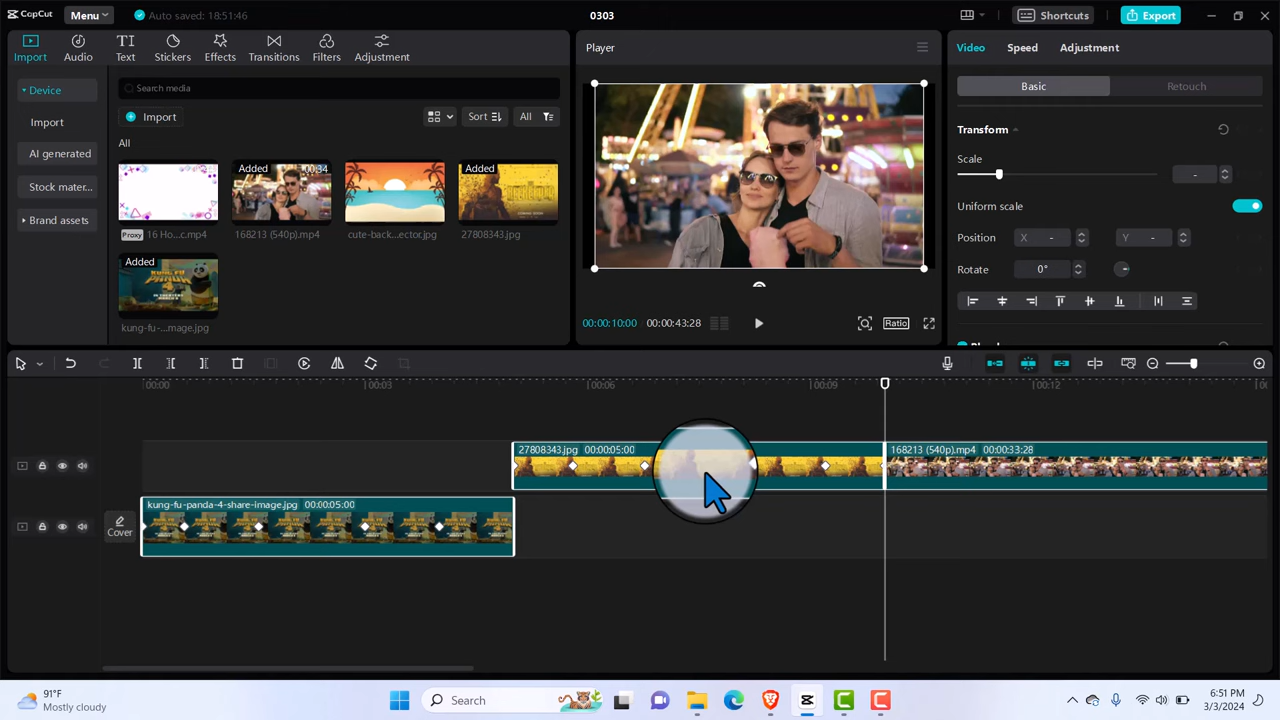 CapCut
Menu
Auto saved: 18:51:46
0303
Shortcuts
Export
Import
Audio
Text
Stickers
Effects
Transitions
Filters
Adjustment
Device
Import
AI generated
Stock mater...
Brand assets
Search media
Import
Sort
All
All
Added
00:34
Added
Proxy
16 Ho...c.mp4
168213 (540p).mp4
cute-back...ector.jpg
27808343.jpg
Added
KUNG FU
PANDA 4
kung-fu-...mage.jpg
Player
00:00:10:00
00:00:43:28
Ratio
Video
Speed
Adjustment
Basic
Retouch
Transform
Scale
-
Uniform scale
Position
X -
Y -
Rotate
0°
00:00
00:03
00:06
00:09
00:12
27808343.jpg 00:00:05:00
168213 (540p).mp4 00:00:33:28
kung-fu-panda-4-share-image.jpg 00:00:05:00
Cover
91°F
Mostly cloudy
Search
6:51 PM
3/3/2024